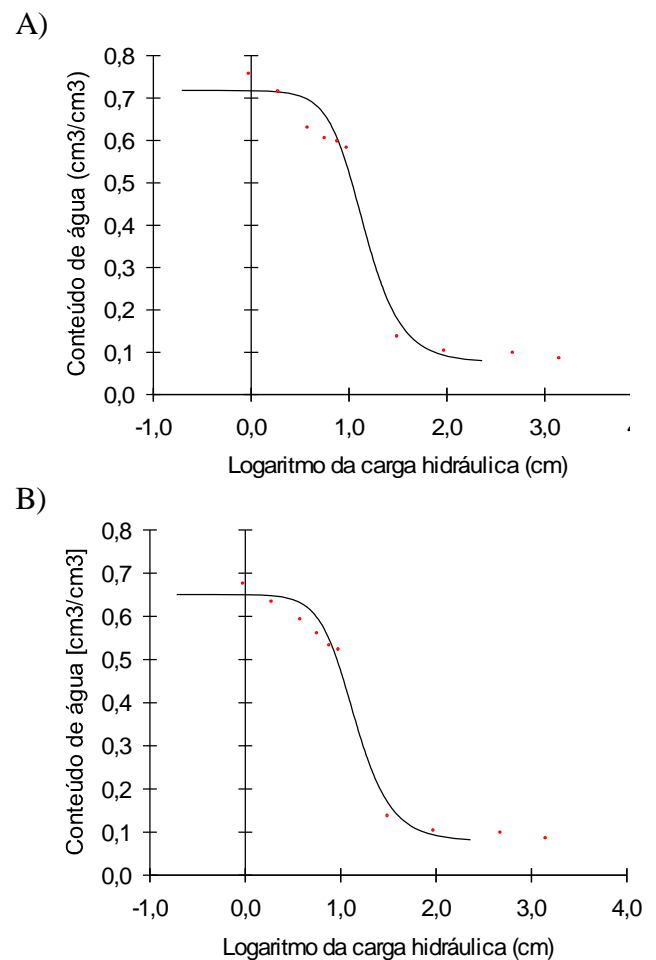 A)
0,8
0,7
0,6
0,5
0,4
0,3
0,2
0,1
0,0
Conteúdo de água (cm3/cm3)
-1,0 0,0 1,0 2,0 3,0
Logaritmo da carga hidráulica (cm)
B)
0,8
0,7
0,6
0,5
0,4
0,3
0,2
0,1
0,0
Conteúdo de água [cm3/cm3]
-1,0 0,0 1,0 2,0 3,0 4,0
Logaritmo da carga hidráulica (cm)